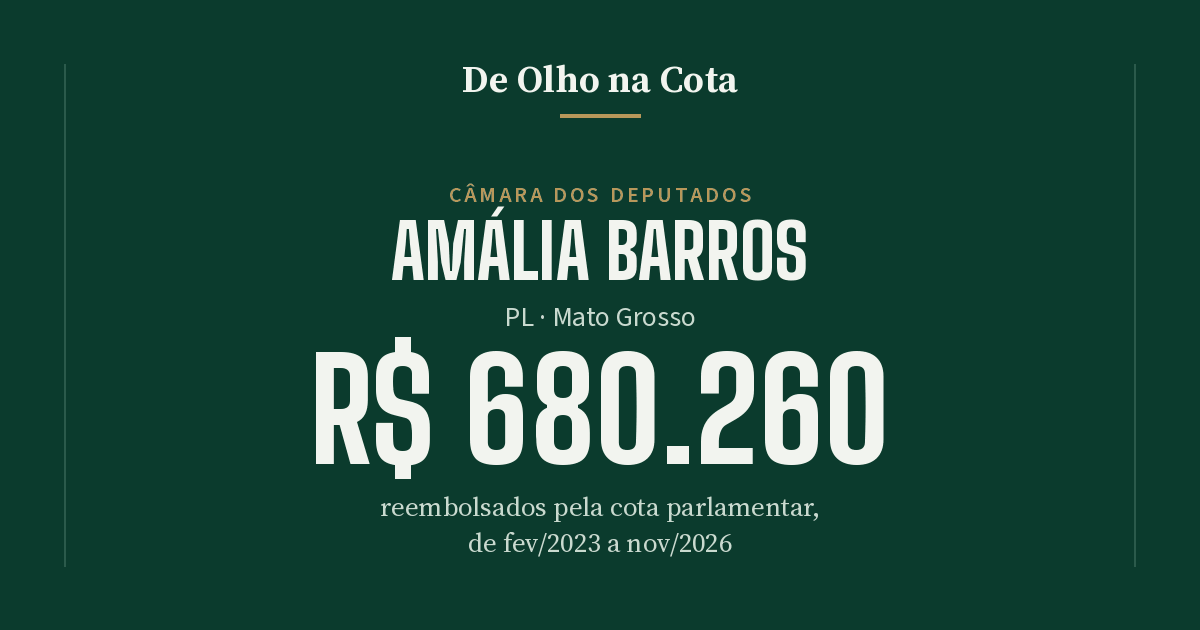 De Olho na Cota
CÂMARA DOS DEPUTADOS
AMÁLIA BARROS
PL · Mato Grosso
R$ 680.260
reembolsados pela cota parlamentar,
de fev/2023 a nov/2026